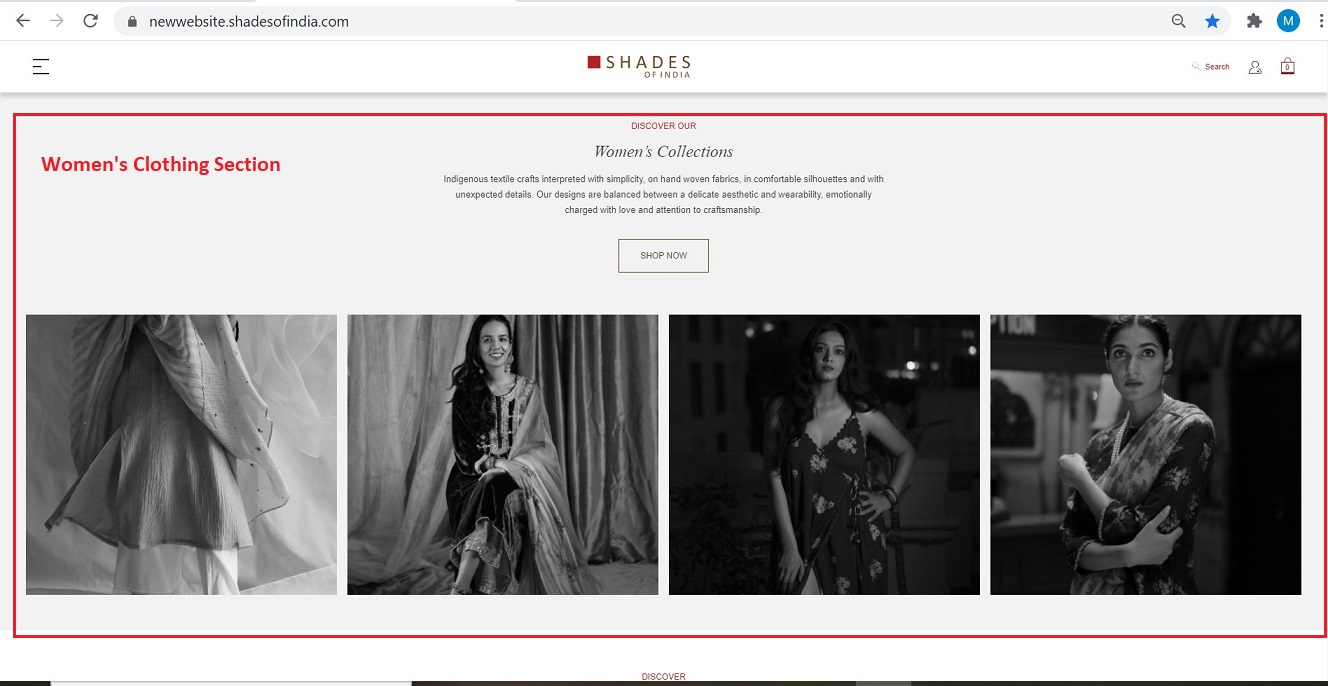 newwebsite.shadesofindia.com
M
SHADES
OF INDIA
Search
0
DISCOVER OUR
Women's Clothing Section
Women’s Collections
Indigenous textile crafts interpreted with simplicity, on hand woven fabrics, in comfortable silhouettes and with
unexpected details. Our designs are balanced between a delicate aesthetic and wearability, emotionally
charged with love and attention to craftsmanship.
SHOP NOW
PTION
DISCOVER